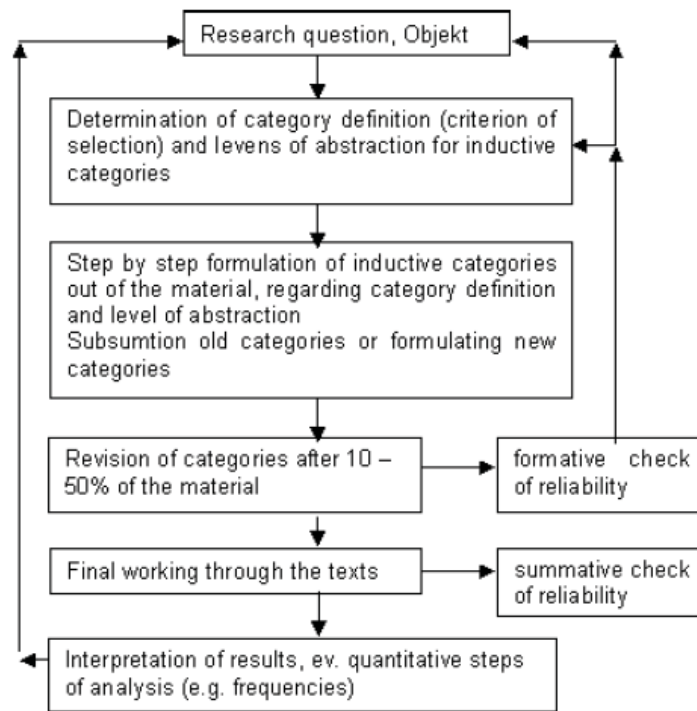 Research question, Objekt
Determination of category definition (criterion of
selection) and levens of abstraction for inductive
categories
Step by step formulation of inductive categories
out of the material, regarding category definition
and level of abstraction
Subsumtion old categories or formulating new
categories
Revision of categories after 10 –
50% of the material
formative check
of reliability
Final working through the texts
summative check
of reliability
Interpretation of results, ev. quantitative steps
of analysis (e.g. frequencies)